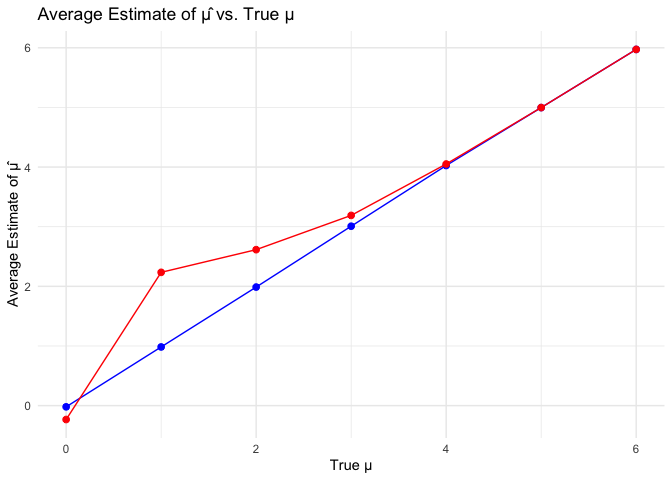 Average Estimate of μ̂ vs. True μ
Average Estimate of μ̂
6
4
2
0
0 2 4 6
True μ